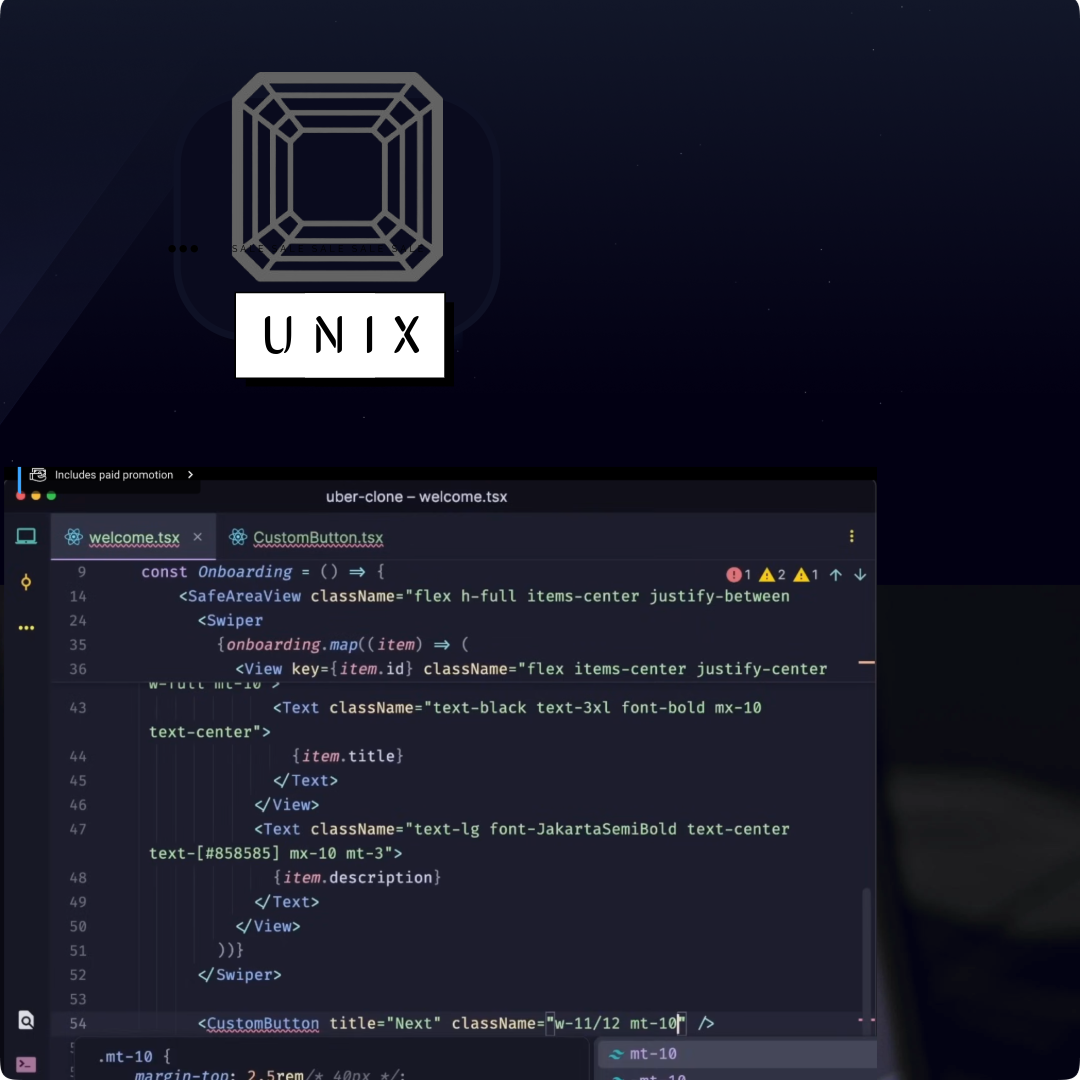 UNIX
Includes paid promotion
uber-clone – welcome.tsx
welcome.tsx
CustomButton.tsx
9 const Onboarding = () => {
1 2 1
14 <SafeAreaView className="flex h-full items-center justify-between
24 <Swiper
35 {onboarding.map((item) => (
36 <View key={item.id} className="flex items-center justify-center
w-full mt-10">
43 <Text className="text-black text-3xl font-bold mx-10
text-center">
44 {item.title}
45 </Text>
46 </View>
47 <Text className="text-lg font-JakartaSemiBold text-center
text-[#858585] mx-10 mt-3">
48 {item.description}
49 </Text>
50 </View>
51 ))}
52 </Swiper>
53
54 <CustomButton title="Next" className="w-11/12 mt-10" />
.mt-10 {
mt-10
margin-top: 2.5rem/* 40px */;
-mt-10